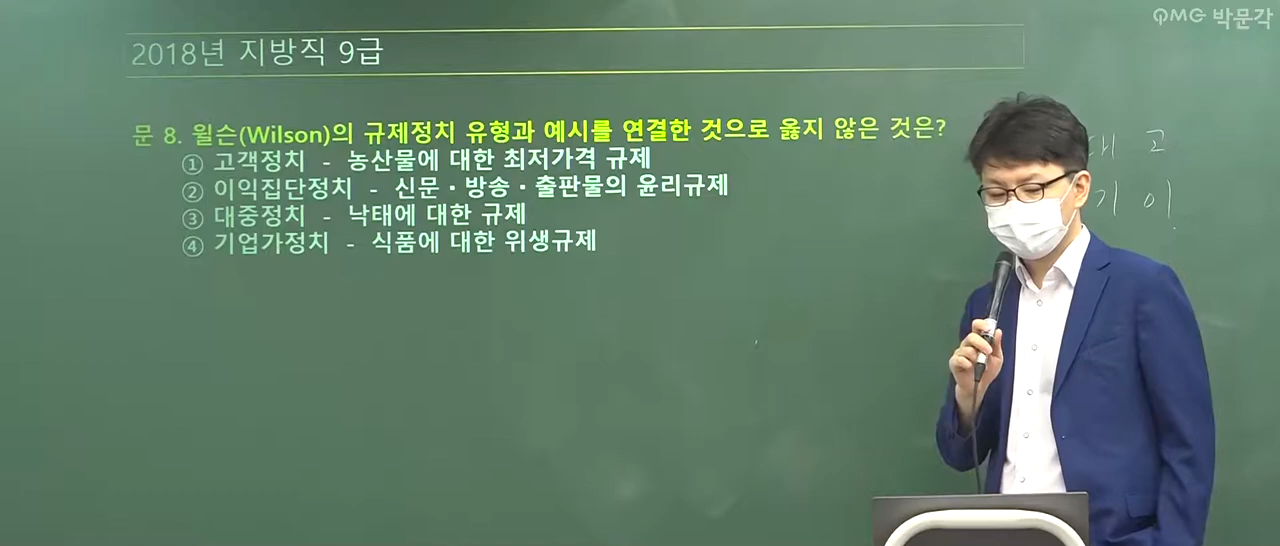 PMG 박문각
2018년 지방직 9급
문 8. 윌슨(Wilson)의 규제정치 유형과 예시를 연결한 것으로 옳지 않은 것은?
① 고객정치 - 농산물에 대한 최저가격 규제
② 이익집단정치 - 신문·방송·출판물의 윤리규제
③ 대중정치 - 낙태에 대한 규제
④ 기업가정치 - 식품에 대한 위생규제
대 고
기 이